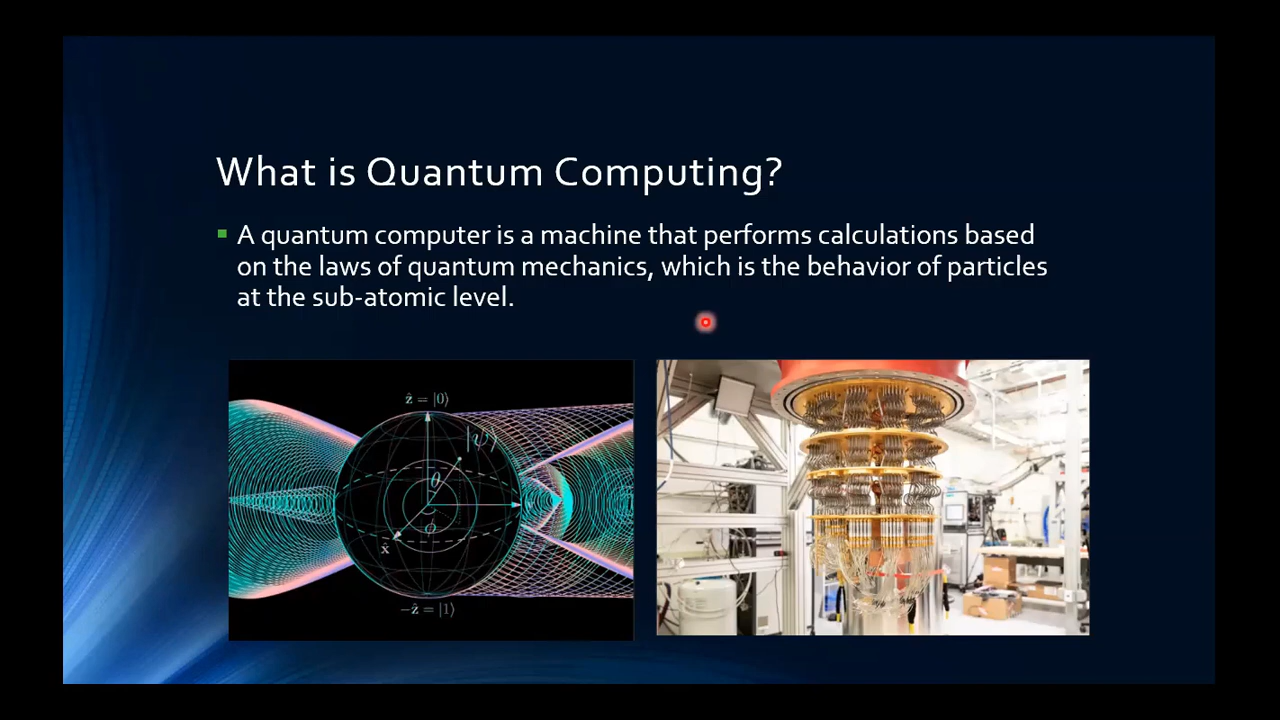 What is Quantum Computing?
A quantum computer is a machine that performs calculations based
on the laws of quantum mechanics, which is the behavior of particles
at the sub-atomic level.
ẑ = |0⟩
|ψ⟩
θ
ϕ
x̂
−ẑ = |1⟩